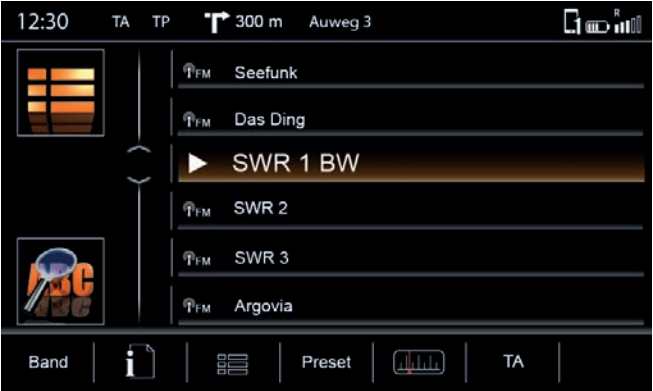 12:30 TA TP 300 m Auweg 3 R
FM Seefunk
FM Das Ding
SWR 1 BW
FM SWR 2
FM SWR 3
ABC
FM Argovia
Band i Preset TA